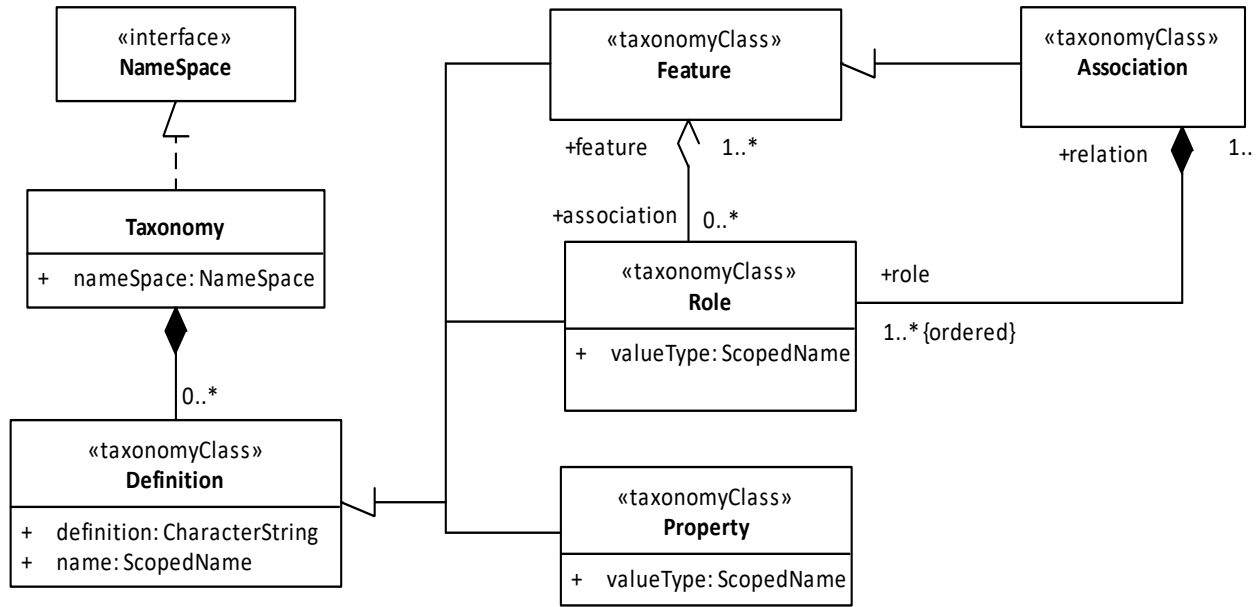 «interface»
NameSpace
Taxonomy
+ nameSpace: NameSpace
0..*
«taxonomyClass»
Definition
+ definition: CharacterString
+ name: ScopedName
«taxonomyClass»
Feature
+feature 1..*
+association 0..*
«taxonomyClass»
Role
+ valueType: ScopedName
«taxonomyClass»
Property
+ valueType: ScopedName
«taxonomyClass»
Association
+relation 1..
+role
1..* {ordered}